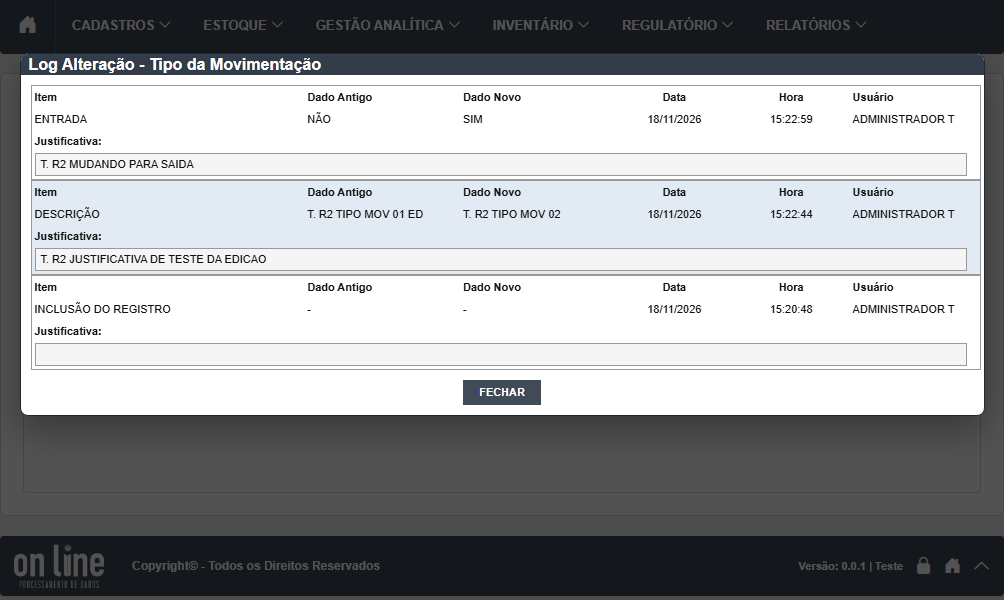 CADASTROS ESTOQUE GESTÃO ANALÍTICA INVENTÁRIO REGULATÓRIO RELATÓRIOS
Log Alteração - Tipo da Movimentação
Item Dado Antigo Dado Novo Data Hora Usuário
ENTRADA NÃO SIM 18/11/2026 15:22:59 ADMINISTRADOR T
Justificativa:
T. R2 MUDANDO PARA SAIDA
Item Dado Antigo Dado Novo Data Hora Usuário
DESCRIÇÃO T. R2 TIPO MOV 01 ED T. R2 TIPO MOV 02 18/11/2026 15:22:44 ADMINISTRADOR T
Justificativa:
T. R2 JUSTIFICATIVA DE TESTE DA EDICAO
Item Dado Antigo Dado Novo Data Hora Usuário
INCLUSÃO DO REGISTRO - - 18/11/2026 15:20:48 ADMINISTRADOR T
Justificativa:
FECHAR
on line
PROCESSAMENTO DE DADOS
Copyright© - Todos os Direitos Reservados
Versão: 0.0.1 | Teste